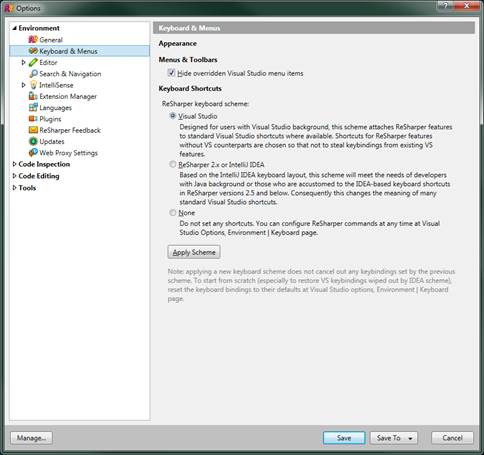 Options
Environment
General
Keyboard & Menus
Editor
Search & Navigation
IntelliSense
Extension Manager
Languages
Plugins
ReSharper Feedback
Updates
Web Proxy Settings
Code Inspection
Code Editing
Tools
Keyboard & Menus
Appearance
Menus & Toolbars
Hide overridden Visual Studio menu items
Keyboard Shortcuts
ReSharper keyboard scheme:
Visual Studio
Designed for users with Visual Studio background, this scheme attaches ReSharper features
to standard Visual Studio shortcuts where available. Shortcuts for ReSharper features
without VS counterparts are chosen so that not to steal keybindings from existing VS
features.
ReSharper 2.x or IntelliJ IDEA
Based on the IntelliJ IDEA keyboard layout, this scheme will meet the needs of developers
with Java background or those who are accustomed to the IDEA-based keyboard shortcuts
in ReSharper versions 2.5 and below. Consequently this changes the meaning of many
standard Visual Studio shortcuts.
None
Do not set any shortcuts. You can configure ReSharper commands at any time at Visual
Studio Options, Environment | Keyboard page.
Apply Scheme
Note: applying a new keyboard scheme does not cancel out any keybindings set by the previous
scheme. To start from scratch (especially to restore VS keybindings wiped out by IDEA scheme),
reset the keyboard bindings to their defaults at Visual Studio options, Environment | Keyboard
page.
Manage...
Save
Save To
Cancel